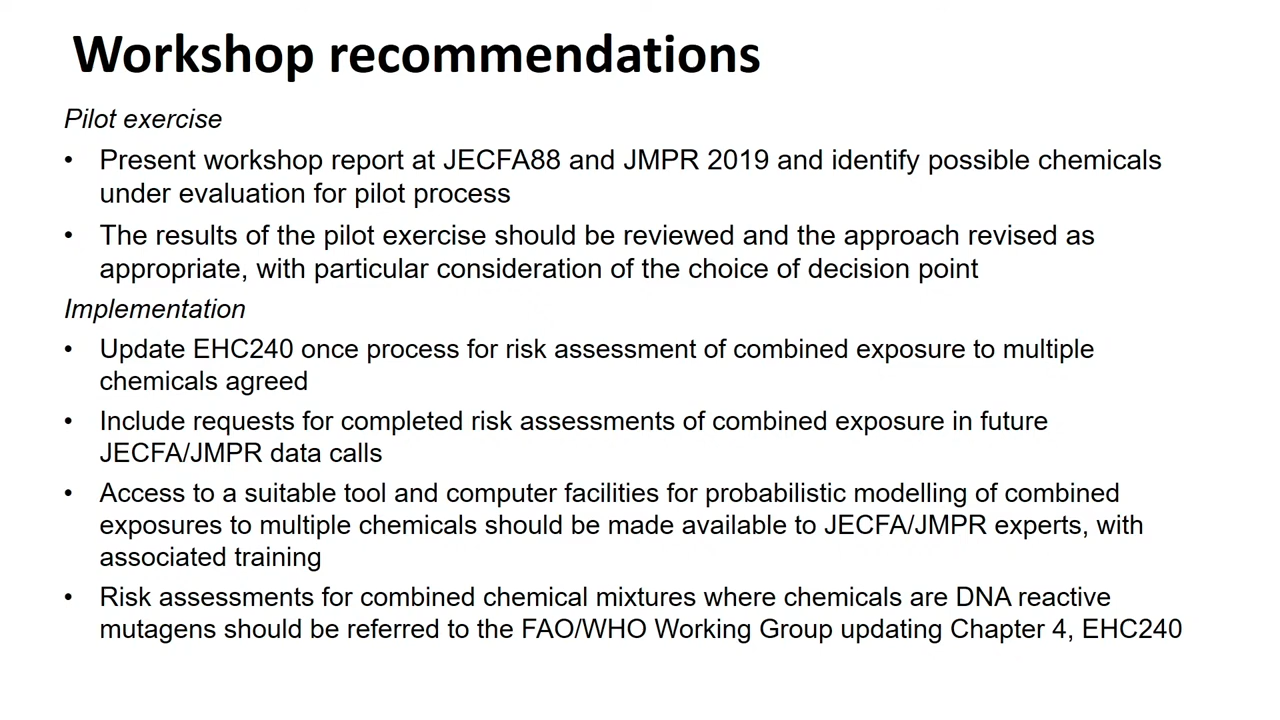 Workshop recommendations
Pilot exercise
• Present workshop report at JECFA88 and JMPR 2019 and identify possible chemicals
under evaluation for pilot process
• The results of the pilot exercise should be reviewed and the approach revised as
appropriate, with particular consideration of the choice of decision point
Implementation
• Update EHC240 once process for risk assessment of combined exposure to multiple
chemicals agreed
• Include requests for completed risk assessments of combined exposure in future
JECFA/JMPR data calls
• Access to a suitable tool and computer facilities for probabilistic modelling of combined
exposures to multiple chemicals should be made available to JECFA/JMPR experts, with
associated training
• Risk assessments for combined chemical mixtures where chemicals are DNA reactive
mutagens should be referred to the FAO/WHO Working Group updating Chapter 4, EHC240